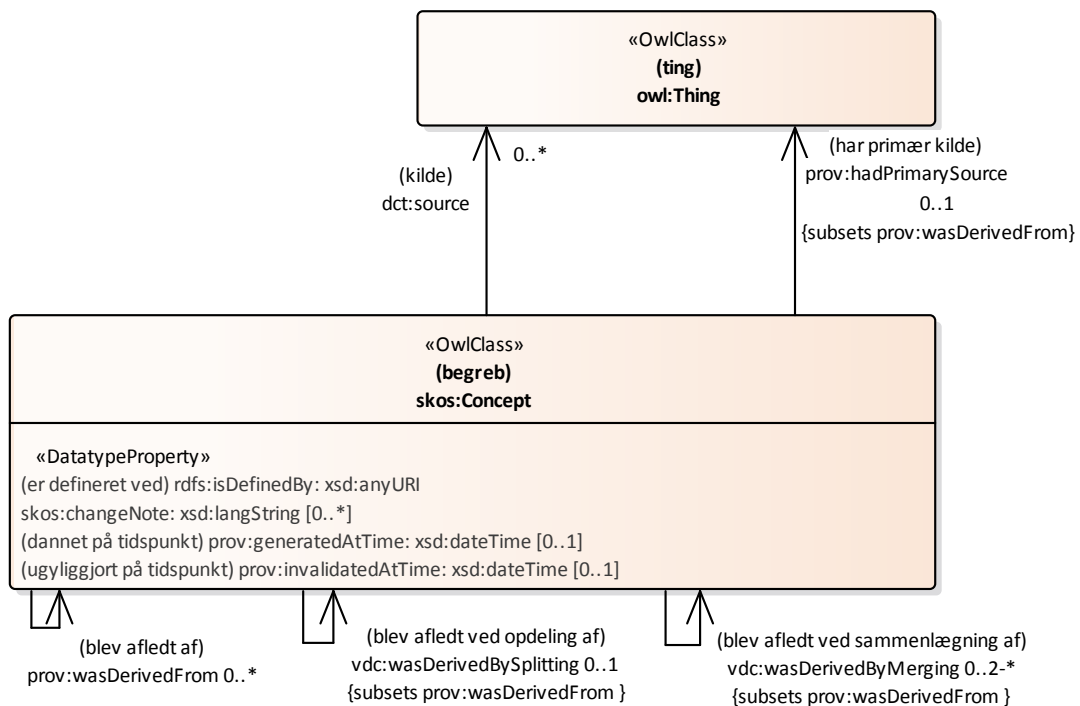 «OwlClass»
(ting)
owl:Thing
(kilde)
dct:source
0..*
(har primær kilde)
prov:hadPrimarySource
0..1
{subsets prov:wasDerivedFrom}
«OwlClass»
(begreb)
skos:Concept
«DatatypeProperty»
(er defineret ved) rdfs:isDefinedBy: xsd:anyURI
skos:changeNote: xsd:langString [0..*]
(dannet på tidspunkt) prov:generatedAtTime: xsd:dateTime [0..1]
(ugyliggjort på tidspunkt) prov:invalidatedAtTime: xsd:dateTime [0..1]
(blev afledt af)
prov:wasDerivedFrom 0..*
(blev afledt ved opdeling af)
vdc:wasDerivedBySplitting 0..1
{subsets prov:wasDerivedFrom }
(blev afledt ved sammenlægning af)
vdc:wasDerivedByMerging 0..2-*
{subsets prov:wasDerivedFrom }